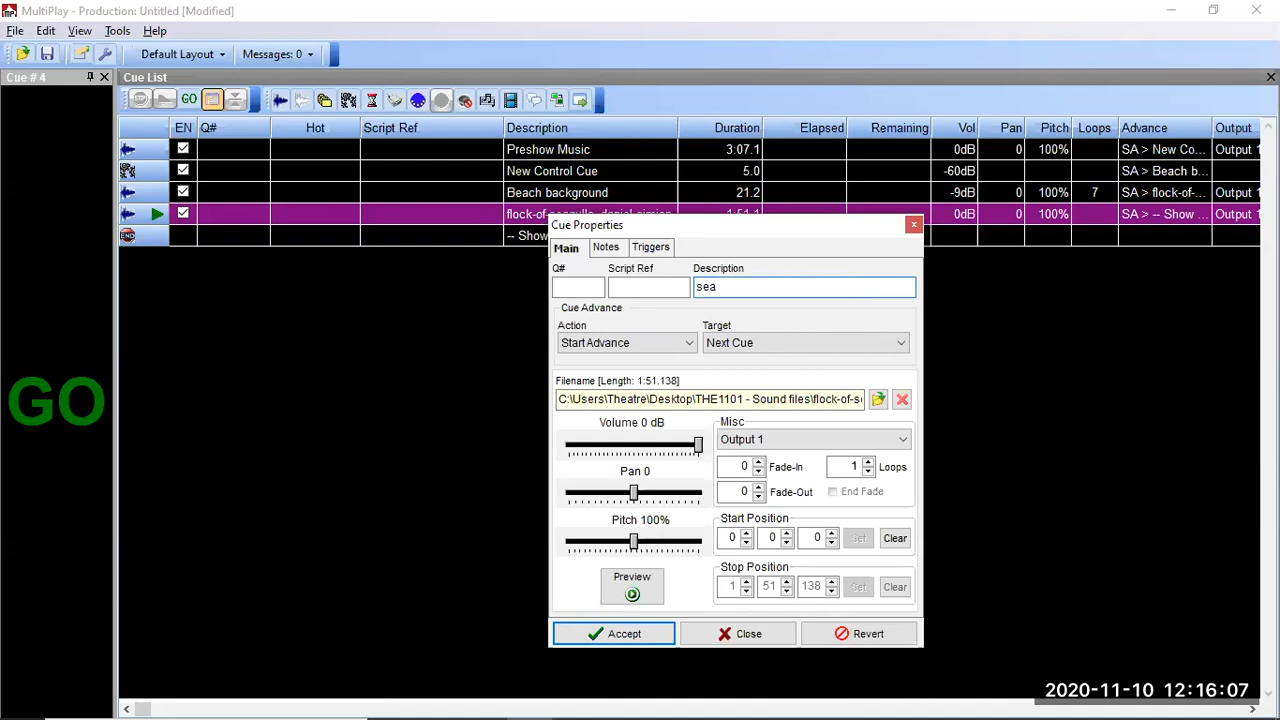 MultiPlay - Production: Untitled [Modified]
File Edit View Tools Help
Default Layout Messages: 0
Cue # 4 Cue List
GO
EN Q# Hot Script Ref Description Duration Elapsed Remaining Vol Pan Pitch Loops Advance Output
Preshow Music 3:07.1 0dB 0 100% SA > New Co... Output 1
New Control Cue 5.0 -60dB SA > Beach b...
Beach background 21.2 -9dB 0 100% 7 SA > flock-of-... Output 1
0dB 0 100% SA > -- Show ... Output 1
END -- Show
Cue Properties
Main Notes Triggers
Q# Script Ref Description
sea
Cue Advance
Action Target
Start Advance Next Cue
Filename [Length: 1:51.138]
C:\Users\Theatre\Desktop\THE1101 - Sound files\flock-of-se
Volume 0 dB Misc
Output 1
0 Fade-In 1 Loops
Pan 0
0 Fade-Out End Fade
Pitch 100% Start Position
0 0 0 Set Clear
Preview Stop Position
1 51 138 Set Clear
Accept Close Revert
GO
2020-11-10 12:16:07